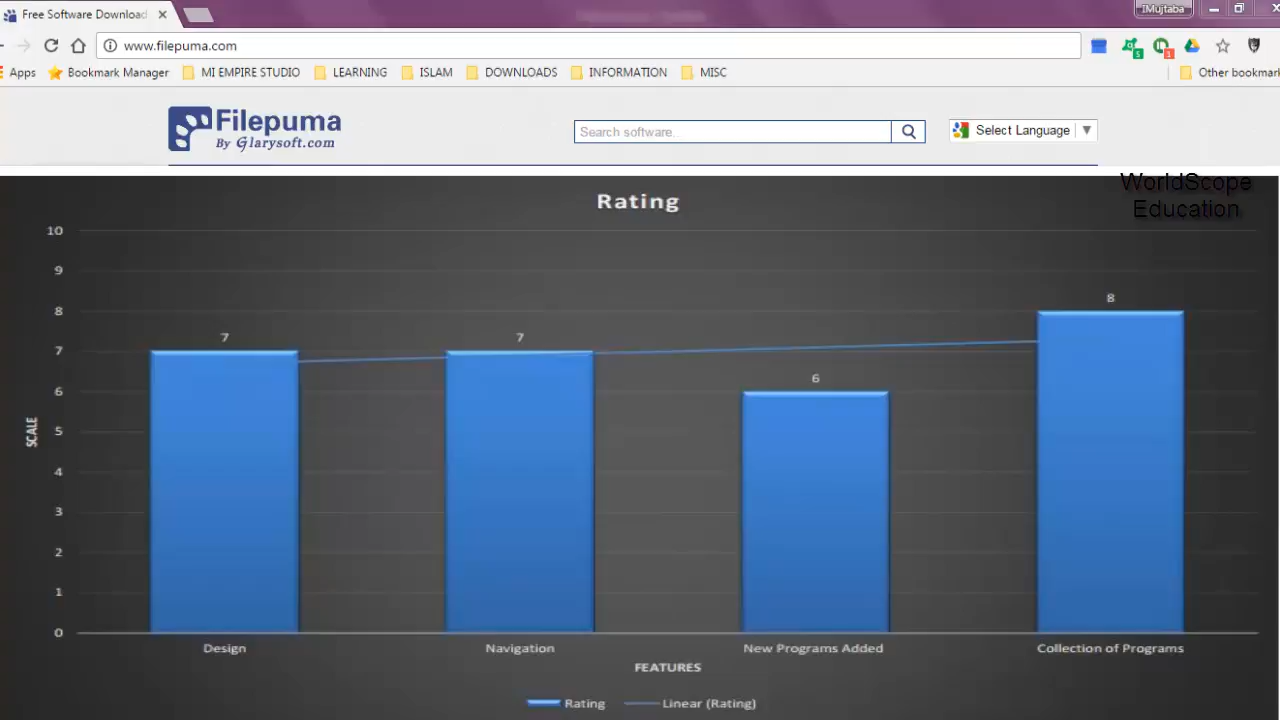 Free Software Download
iMujtaba
www.filepuma.com
Apps
Bookmark Manager
MI EMPIRE STUDIO
LEARNING
ISLAM
DOWNLOADS
INFORMATION
MISC
Other bookmark
Filepuma
By Glarysoft.com
Search software..
Select Language
WorldScope
Education
Rating
10
9
8
7
6
5
4
3
2
1
0
SCALE
7
7
6
8
Design
Navigation
New Programs Added
Collection of Programs
FEATURES
Rating
Linear (Rating)